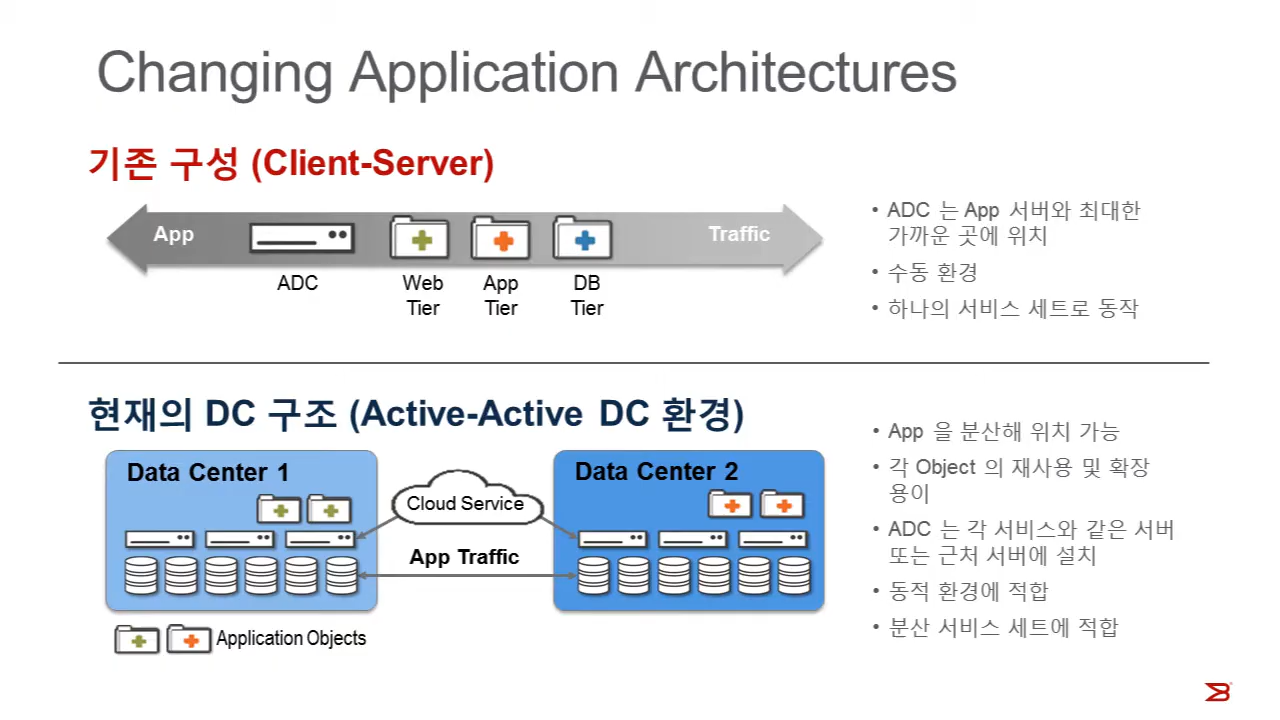 Changing Application Architectures
기존 구성 (Client-Server)
App
Traffic
ADC
Web
Tier
App
Tier
DB
Tier
• ADC 는 App 서버와 최대한
가까운 곳에 위치
• 수동 환경
• 하나의 서비스 세트로 동작
현재의 DC 구조 (Active-Active DC 환경)
Data Center 1
Cloud Service
App Traffic
Data Center 2
Application Objects
• App 을 분산해 위치 가능
• 각 Object 의 재사용 및 확장
용이
• ADC 는 각 서비스와 같은 서버
또는 근처 서버에 설치
• 동적 환경에 적합
• 분산 서비스 세트에 적합